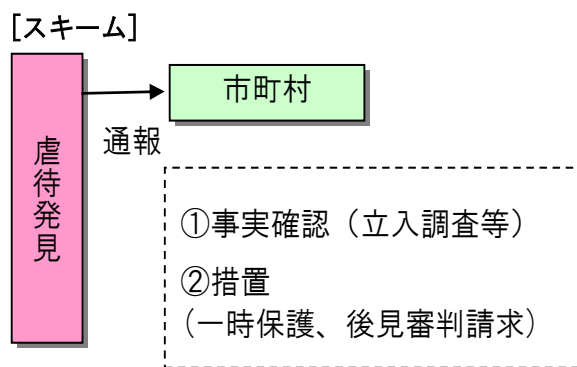 [スキーム]
虐待発見
通報
市町村
①事実確認（立入調査等）
②措置
（一時保護、後見審判請求）